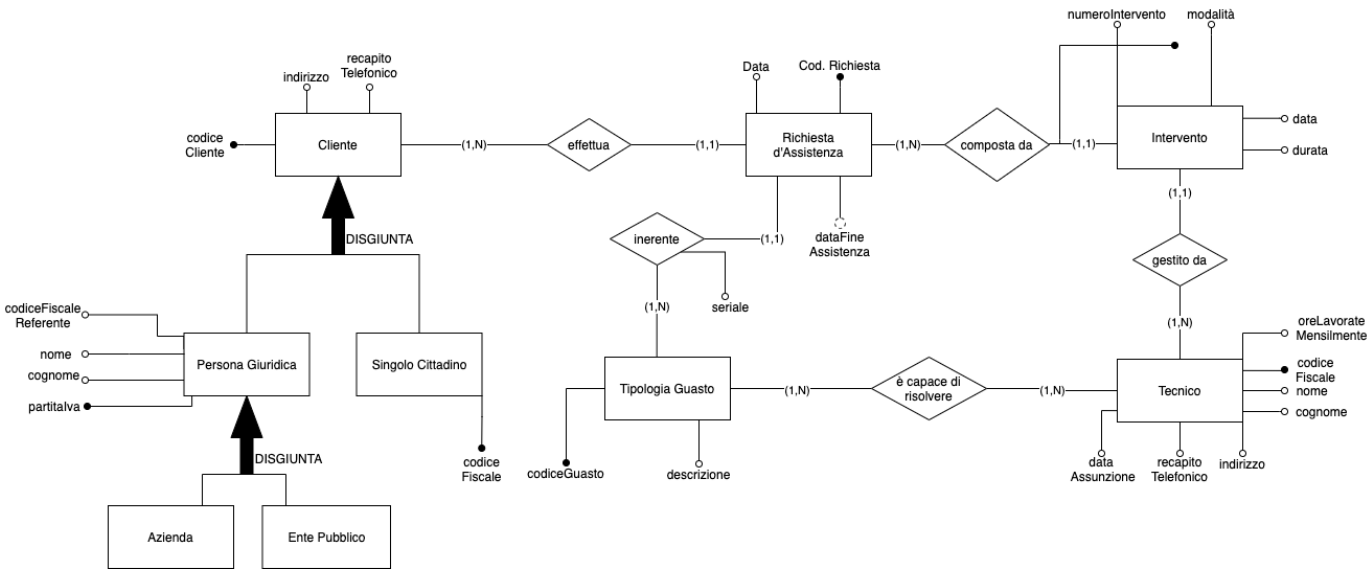 numeroIntervento
modalità
recapito
Telefonico
indirizzo
Data
Cod. Richiesta
codice
Cliente
Cliente
(1,N)
effettua
(1,1)
Richiesta
d'Assistenza
(1,N)
composta da
(1,1)
Intervento
data
durata
(1,1)
DISGIUNTA
inerente
(1,1)
dataFine
Assistenza
gestito da
codiceFiscale
Referente
nome
cognome
partitaIva
Persona Giuridica
Singolo Cittadino
(1,N)
seriale
(1,N)
oreLavorate
Mensilmente
codice
Fiscale
nome
cognome
Tipologia Guasto
(1,N)
è capace di
risolvere
(1,N)
Tecnico
DISGIUNTA
codice
Fiscale
codiceGuasto
descrizione
data
Assunzione
recapito
Telefonico
indirizzo
Azienda
Ente Pubblico